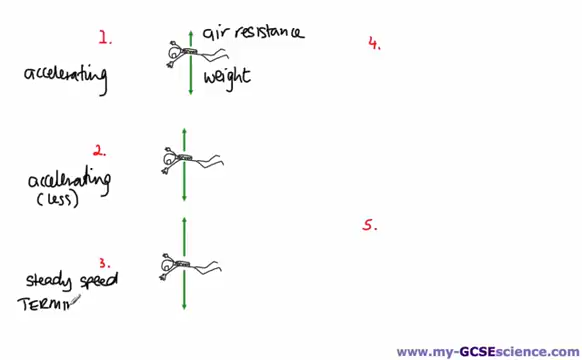 1.
air resistance
accelerating
weight
2.
accelerating
(less)
3.
steady speed
TERMI
4.
5.
www.my-GCSEscience.com